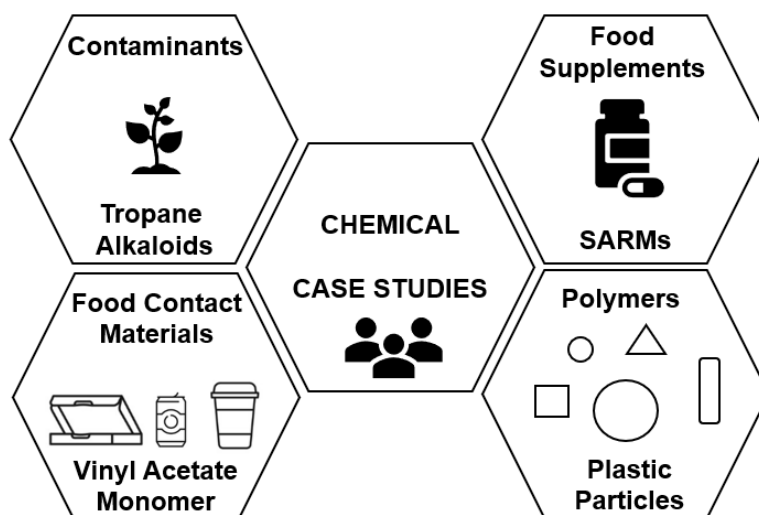 Contaminants
Tropane
Alkaloids
Food
Supplements
SARMs
CHEMICAL
CASE STUDIES
Food Contact
Materials
Vinyl Acetate
Monomer
Polymers
Plastic
Particles